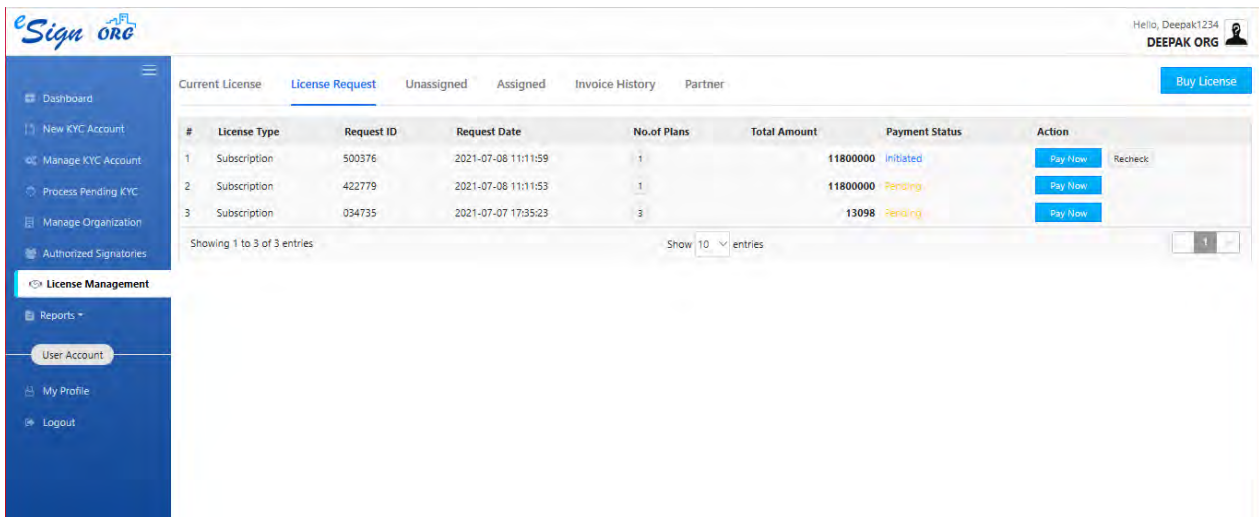 eSign ORG
Hello, Deepak1234
DEEPAK ORG
Dashboard
New KYC Account
Manage KYC Account
Process Pending KYC
Manage Organization
Authorized Signatories
License Management
Reports
User Account
My Profile
Logout
Current License License Request Unassigned Assigned Invoice History Partner Buy License
# License Type Request ID Request Date No.of Plans Total Amount Payment Status Action
1 Subscription 500376 2021-07-08 11:11:59 1 11800000 Initiated Pay Now Recheck
2 Subscription 422779 2021-07-08 11:11:53 1 11800000 Pending Pay Now
3 Subscription 034735 2021-07-07 17:35:23 3 13098 Pending Pay Now
Showing 1 to 3 of 3 entries Show 10 entries 1